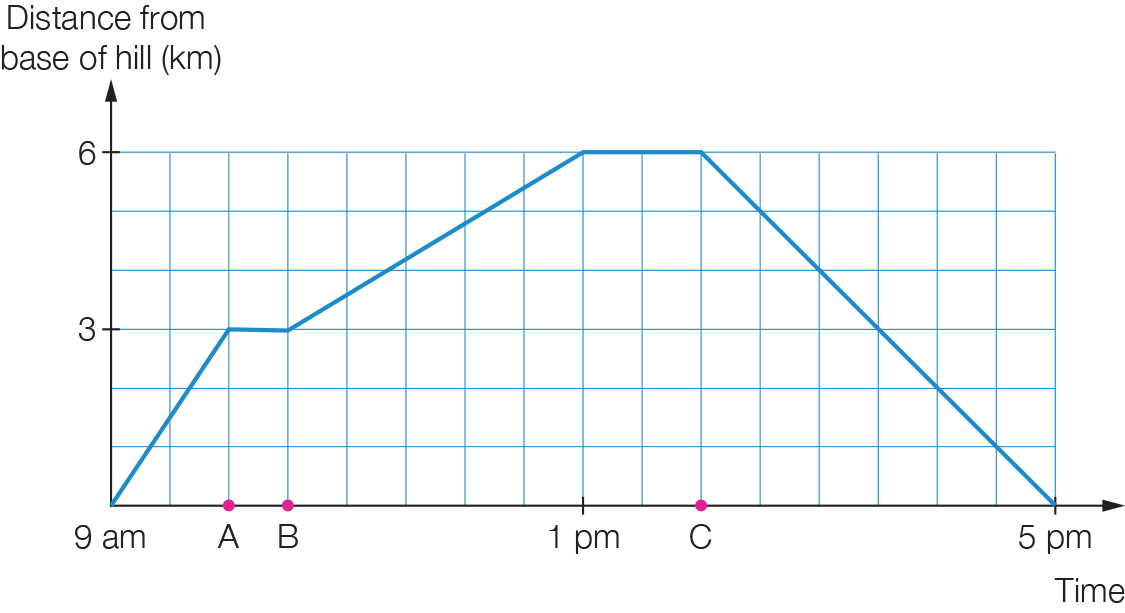 Distance from
base of hill (km)
6
3
9 am A B 1 pm C 5 pm
Time